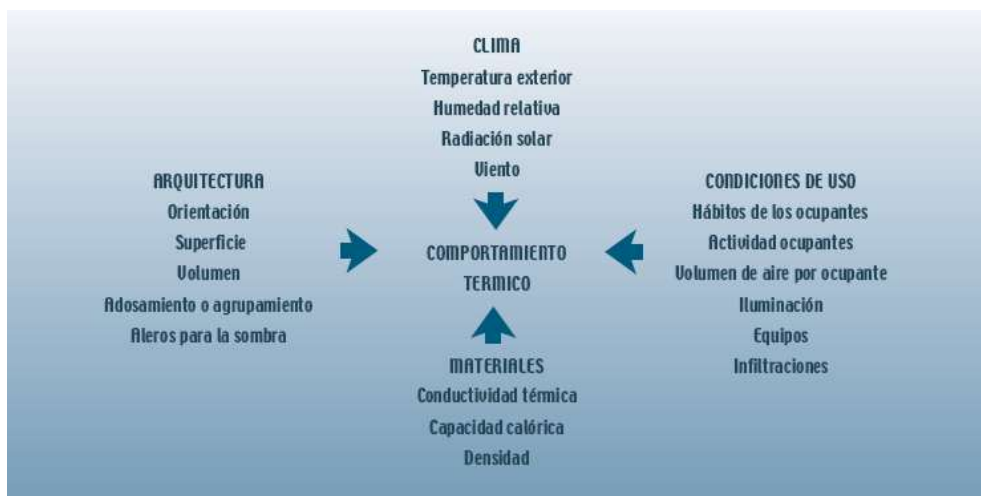 CLIMA
Temperatura exterior
Humedad relativa
Radiación solar
Viento
ARQUITECTURA
Orientación
Superficie
Volumen
Adosamiento o agrupamiento
Aleros para la sombra
COMPORTAMIENTO
TERMICO
CONDICIONES DE USO
Hábitos de los ocupantes
Actividad ocupantes
Volumen de aire por ocupante
Iluminación
Equipos
Infiltraciones
MATERIALES
Conductividad térmica
Capacidad calórica
Densidad